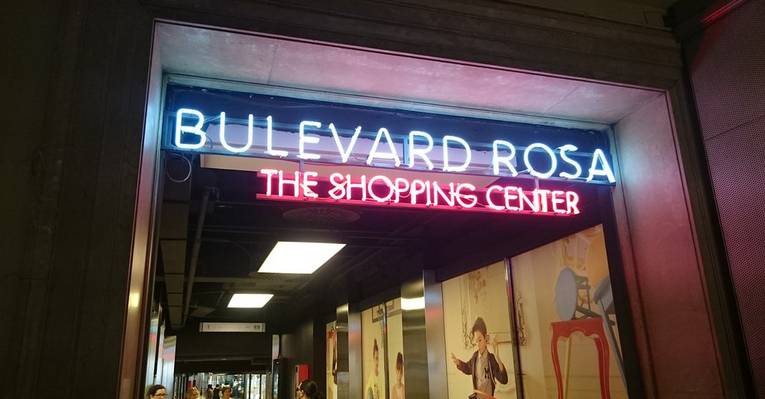 BULEVARD ROSA
THE SHOPPING CENTER